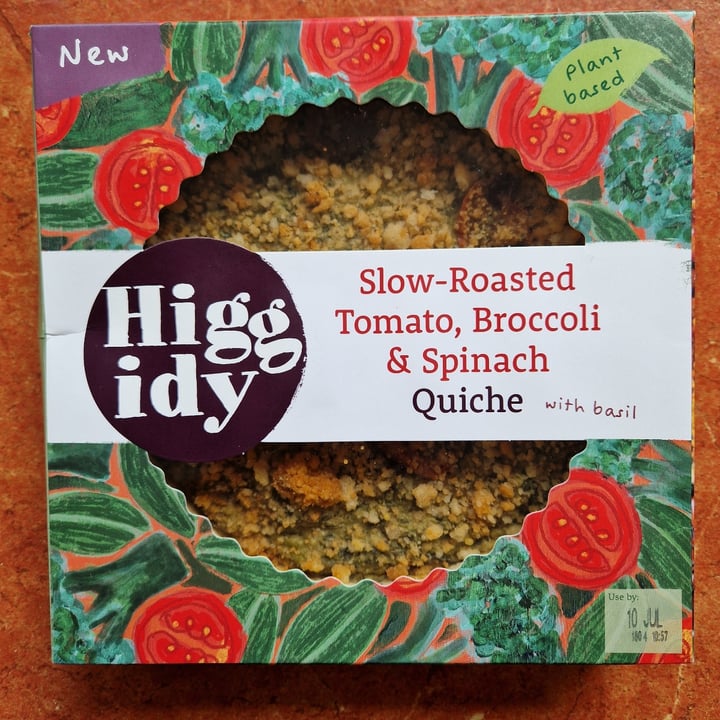 New
Plant
based
Higg
idy
Slow-Roasted
Tomato, Broccoli
& Spinach
Quiche with basil
Use by:
10 JUL